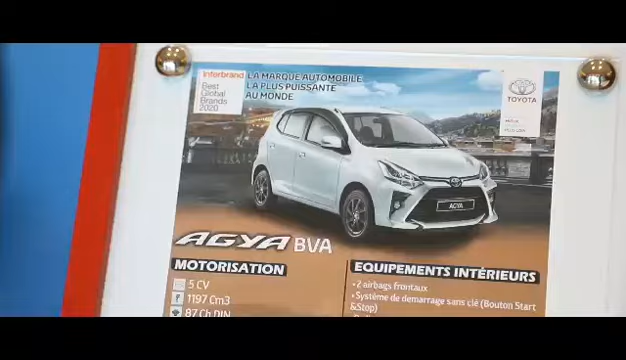 Interbrand
Best
Global
Brands
2020
LA MARQUE AUTOMOBILE
LA PLUS PUISSANTE
AU MONDE
TOYOTA
AGYA
AGYA BVA
MOTORISATION
5 CV
1197 Cm3
87 Ch DIN
EQUIPEMENTS INTÉRIEURS
• 2 airbags frontaux
• Système de demarrage sans clé (Bouton Start
&Stop)